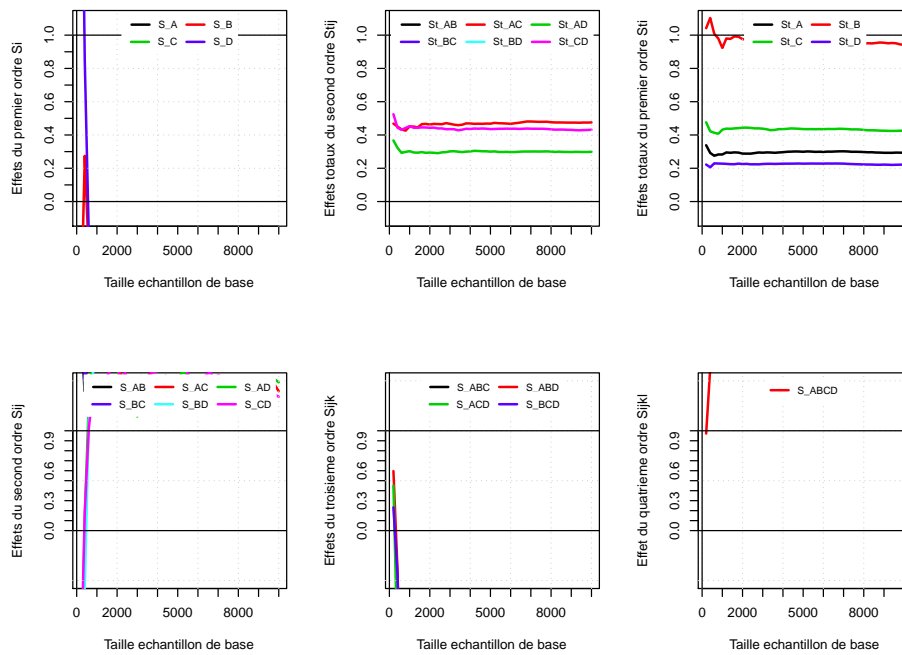 Effets du premier ordre Si
0.0 0.2 0.4 0.6 0.8 1.0
S_A S_B
S_C S_D
0 2000 5000 8000
Taille echantillon de base
Effets totaux du second ordre Stij
0.0 0.2 0.4 0.6 0.8 1.0
St_AB St_AC St_AD
St_BC St_BD St_CD
0 2000 5000 8000
Taille echantillon de base
Effets totaux du premier ordre Sti
0.0 0.2 0.4 0.6 0.8 1.0
St_A St_B
St_C St_D
0 2000 5000 8000
Taille echantillon de base
Effets du second ordre Sij
0.0 0.3 0.6 0.9
S_AB S_AC S_AD
S_BC S_BD S_CD
0 2000 5000 8000
Taille echantillon de base
Effets du troisieme ordre Sijk
0.0 0.3 0.6 0.9
S_ABC S_ABD
S_ACD S_BCD
0 2000 5000 8000
Taille echantillon de base
Effet du quatrieme ordre Sijkl
0.0 0.3 0.6 0.9
S_ABCD
0 2000 5000 8000
Taille echantillon de base